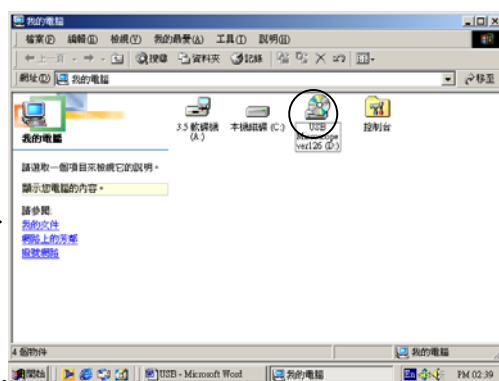 我的電腦
檔案(F) 編輯(E) 檢視(V) 我的最愛(A) 工具(T) 說明(H)
上一頁 搜尋 資料夾 記錄
網址(D) 我的電腦 移至
我的電腦
請選取一個項目來檢視它的說明。
顯示您電腦的內容。
請參閱:
我的文件
網路上的芳鄰
撥號網路
3.5 軟碟機 (A:)
本機磁碟 (C:)
USB
Microscope
ver126 (D:)
控制台
4 個物件 我的電腦
開始 USB - Microsoft Word 我的電腦 En PM 02:39